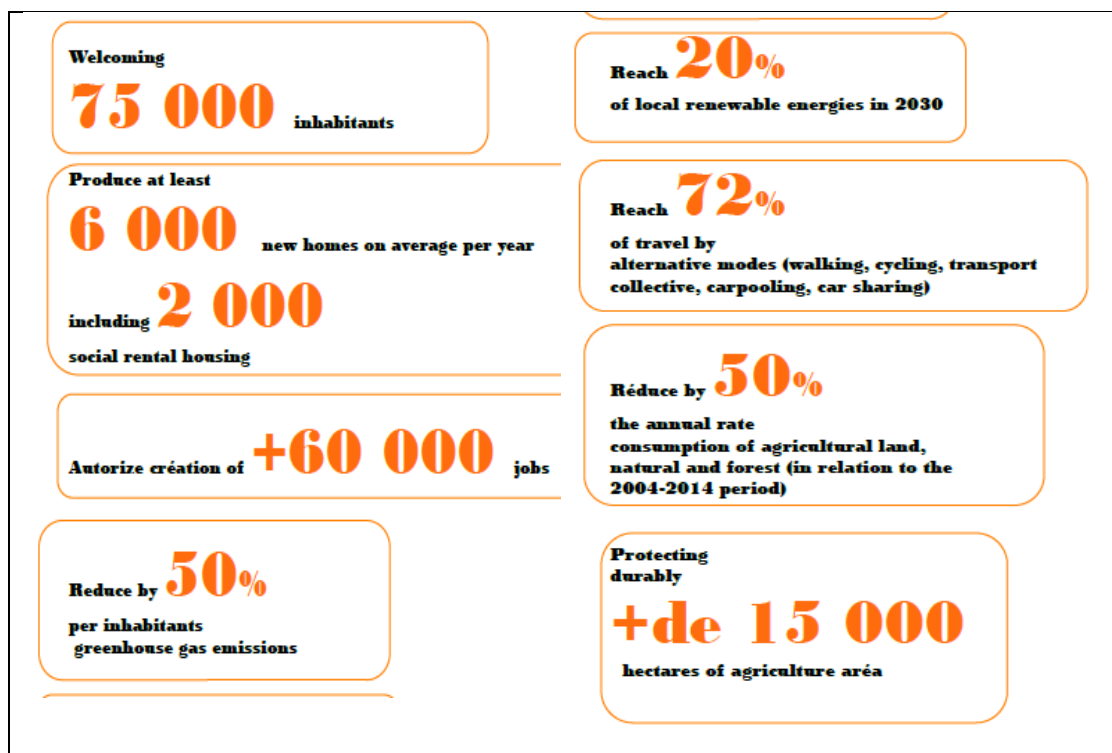 Welcoming
75 000 inhabitants
Produce at least
6 000 new homes on average per year
including 2 000
social rental housing
Autorize création of +60 000 jobs
Reduce by 50%
per inhabitants
greenhouse gas emissions
Reach 20%
of local renewable energies in 2030
Reach 72%
of travel by
alternative modes (walking, cycling, transport
collective, carpooling, car sharing)
Réduce by 50%
the annual rate
consumption of agricultural land,
natural and forest (in relation to the
2004-2014 period)
Protecting
durably
+de 15 000
hectares of agriculture aréa